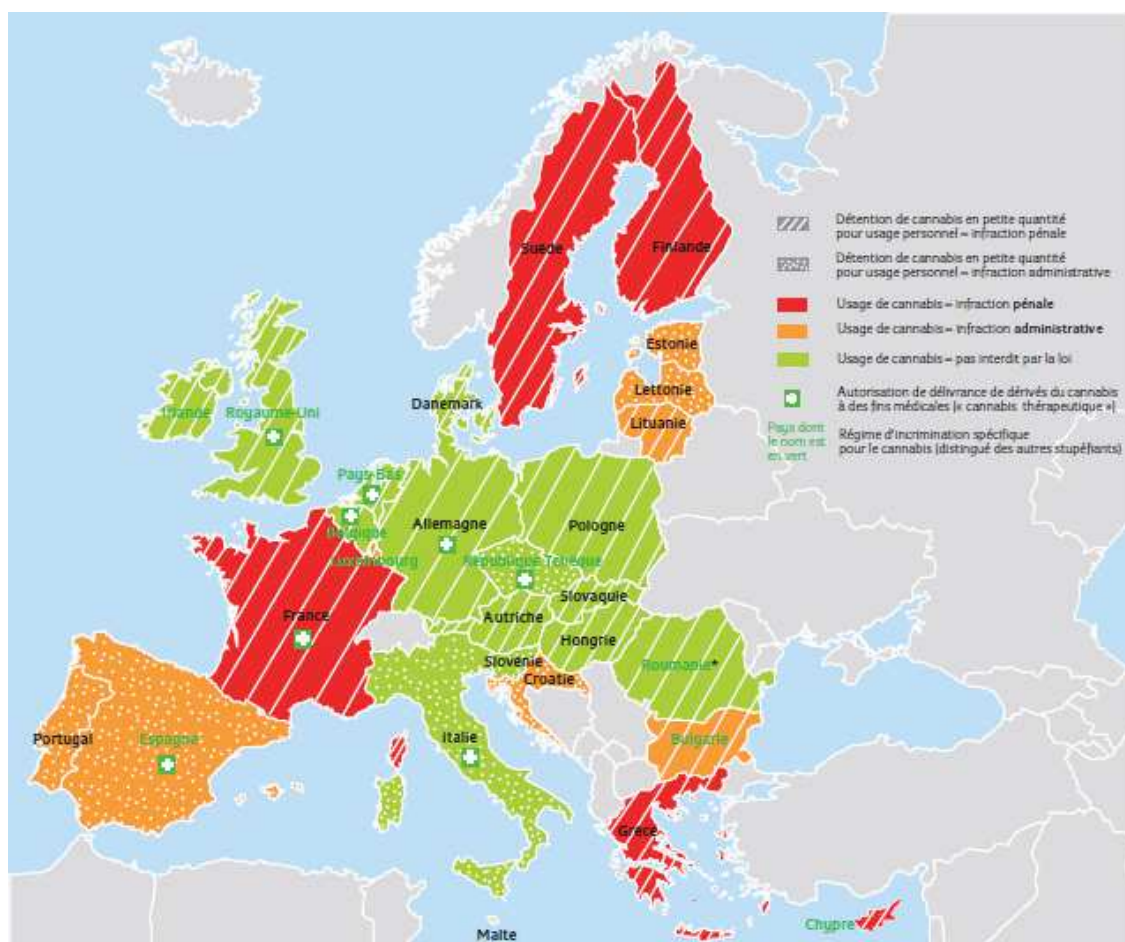 Suède
Finlande
Détention de cannabis en petite quantité
pour usage personnel = infraction pénale
Détention de cannabis en petite quantité
pour usage personnel = infraction administrative
Usage de cannabis = infraction pénale
Usage de cannabis = infraction administrative
Usage de cannabis = pas interdit par la loi
Autorisation de délivrance de dérivés du cannabis
à des fins médicales (« cannabis thérapeutique »)
Pays dont
le nom est
en vert
Régime d'incrimination spécifique
pour le cannabis (distingué des autres stupéfiants)
Estonie
Lettonie
Lituanie
Danemark
Irlande
Royaume-Uni
Pays-Bas
Belgique
Luxembourg
Allemagne
Pologne
République Tchèque
Slovaquie
Autriche
Hongrie
France
Slovénie
Croatie
Roumanie*
Bulgarie
Portugal
Espagne
Italie
Grèce
Malte
Chypre